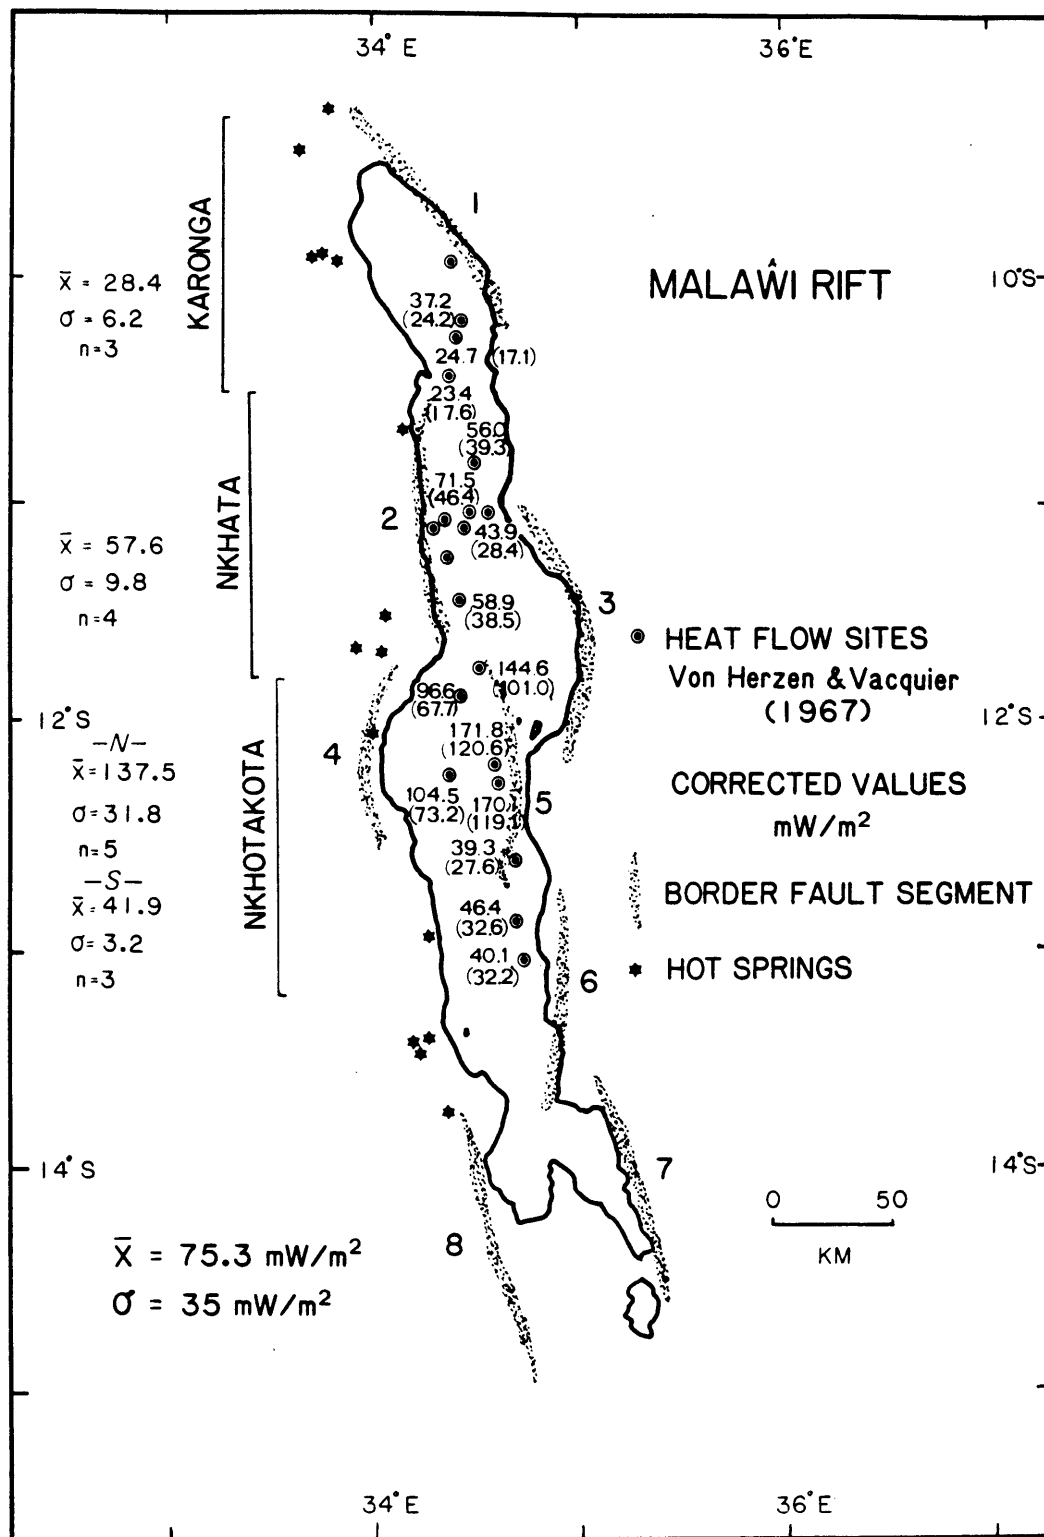 34°E 36°E
KARONGA
x̄ = 28.4
σ = 6.2
n=3
1
MALAŴI RIFT
10°S
37.2
(24.2)
24.7 (17.1)
23.4
(17.6)
56.0
(39.3)
NKHATA
x̄ = 57.6
σ = 9.8
n=4
2
71.5
(46.4)
43.9
(28.4)
3
58.9
(38.5)
HEAT FLOW SITES
Von Herzen & Vacquier
(1967)
144.6
(101.0)
96.6
(67.7)
12°S
12°S
NKHOTAKOTA
–N–
x̄=137.5
σ=31.8
n=5
–S–
x̄=41.9
σ=3.2
n=3
4
171.8
(120.6)
104.5
(73.2)
170.
(119.1)
5
CORRECTED VALUES
mW/m²
39.3
(27.6)
BORDER FAULT SEGMENT
46.4
(32.6)
40.1
(32.2)
6
HOT SPRINGS
14°S
14°S
7
0 50
KM
8
x̄ = 75.3 mW/m²
σ = 35 mW/m²
34°E 36°E